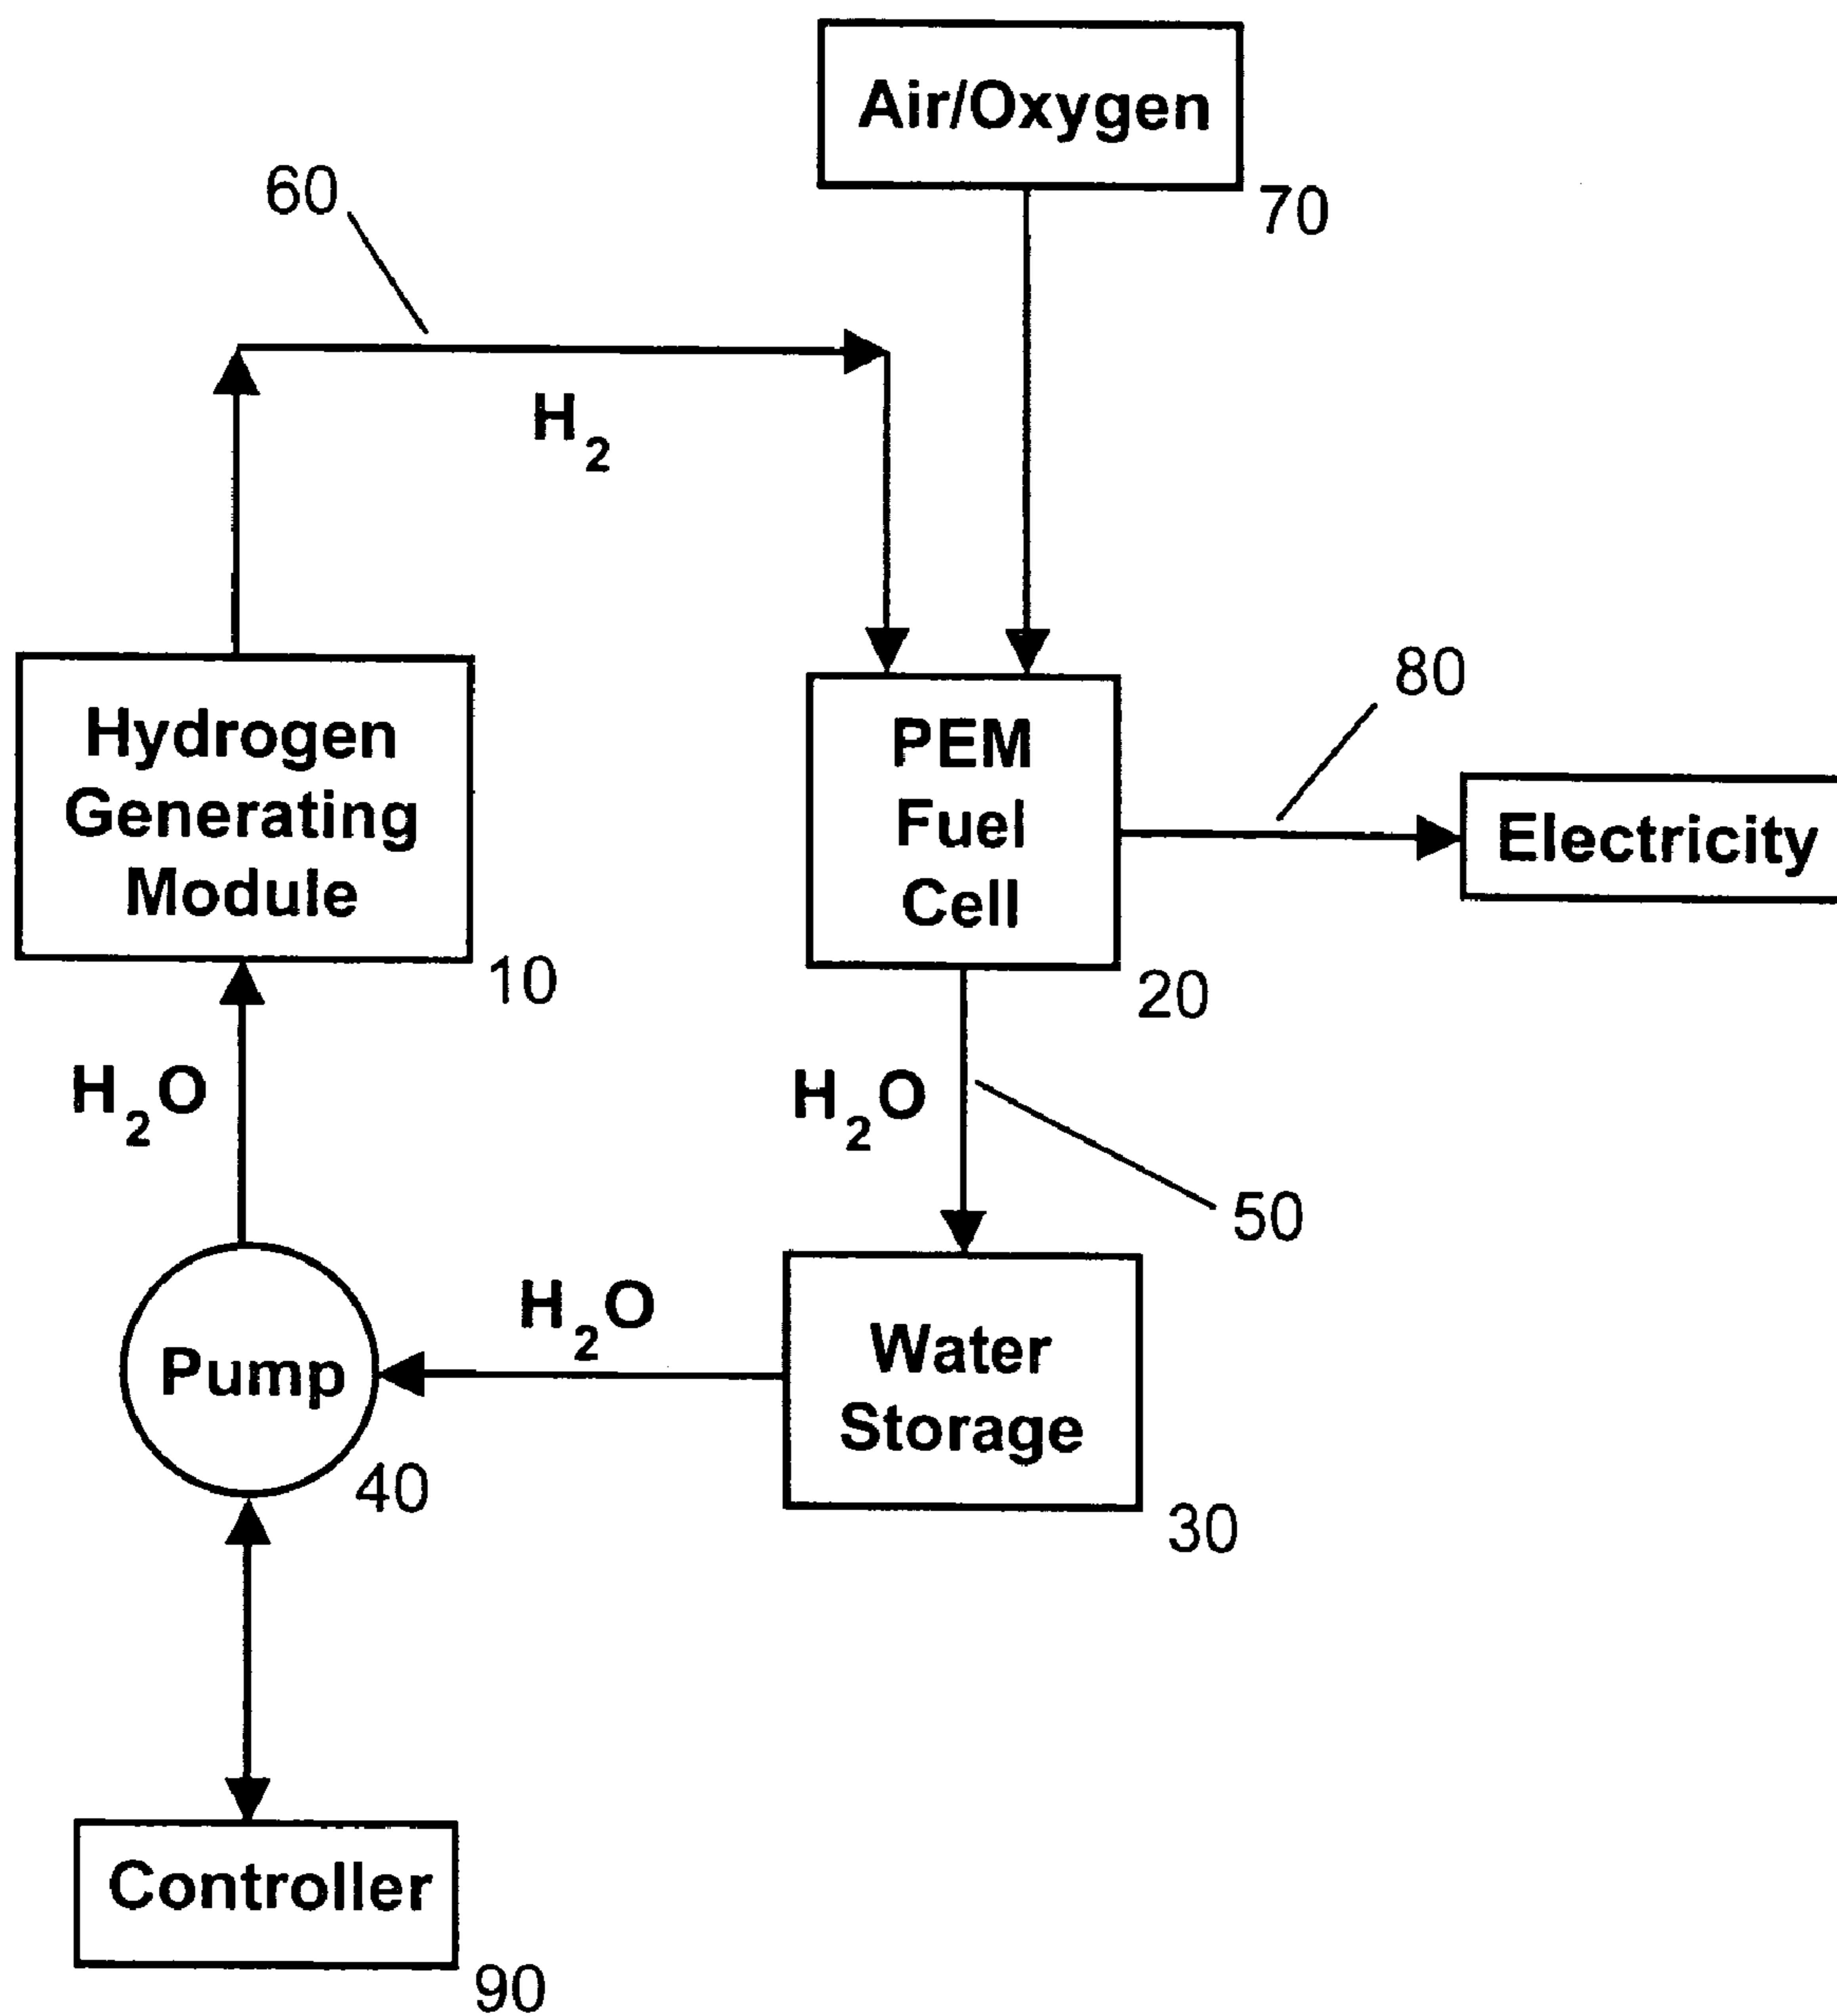 Air/Oxygen
70
60
H₂
Hydrogen
Generating
Module
10
PEM
Fuel
Cell
20
80
Electricity
H₂O
H₂O
50
H₂O
Pump
40
Water
Storage
30
Controller
90